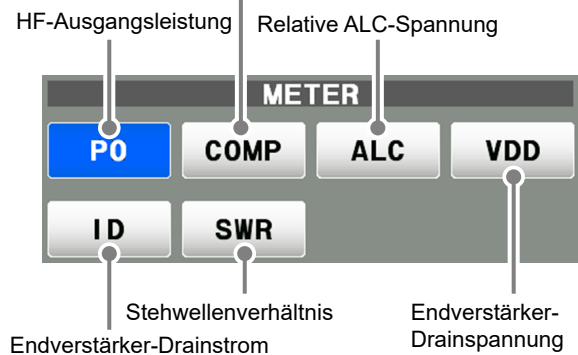 HF-Ausgangsleistung
Relative ALC-Spannung
METER
PO
COMP
ALC
VDD
ID
SWR
Stehwellenverhältnis
Endverstärker-
Drainspannung
Endverstärker-Drainstrom